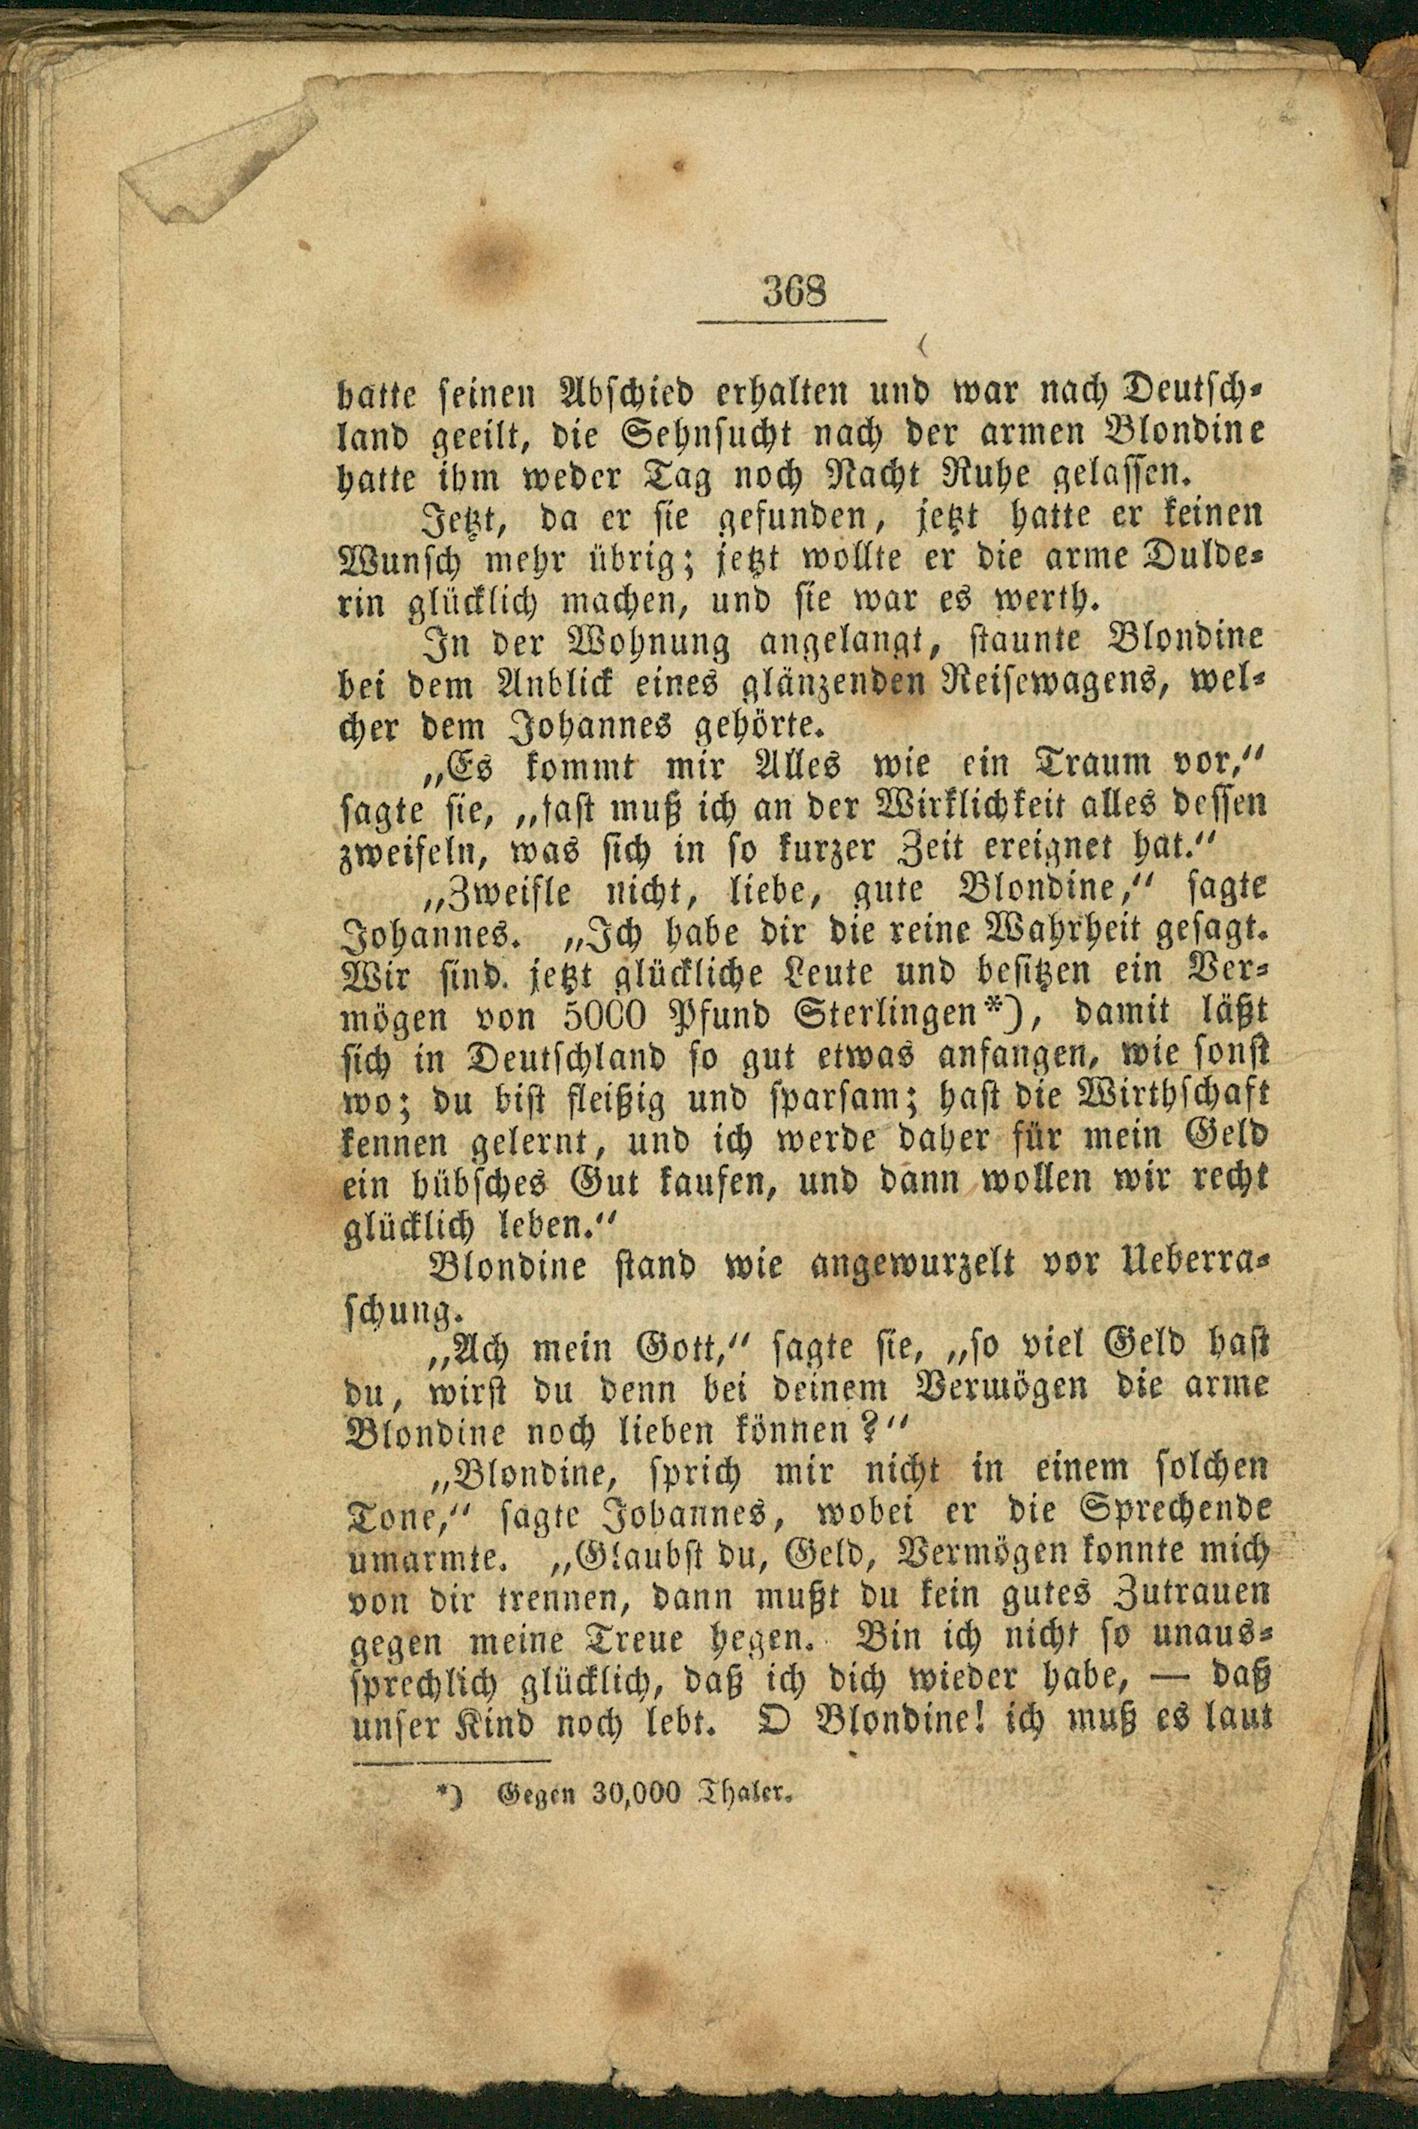 368
hatte seinen Abschied erhalten und war nach Deutsch-
land geeilt, die Sehnsucht nach der armen Blondine
hatte ihm weder Tag noch Nacht Ruhe gelassen.
Jetzt, da er sie gefunden, jetzt hatte er keinen
Wunsch mehr übrig; jetzt wollte er die arme Dulde-
rin glücklich machen, und sie war es werth.
In der Wohnung angelangt, staunte Blondine
bei dem Anblick eines glänzenden Reisewagens, wel-
cher dem Johannes gehörte.
„Es kommt mir Alles wie ein Traum vor,“
sagte sie, „fast muß ich an der Wirklichkeit alles dessen
zweifeln, was sich in so kurzer Zeit ereignet hat.“
„Zweifle nicht, liebe, gute Blondine,“ sagte
Johannes. „Ich habe dir die reine Wahrheit gesagt.
Wir sind jetzt glückliche Leute und besitzen ein Ver-
mögen von 5000 Pfund Sterlingen*), damit läßt
sich in Deutschland so gut etwas anfangen, wie sonst
wo; du bist fleißig und sparsam; hast die Wirthschaft
kennen gelernt, und ich werde daher für mein Geld
ein hübsches Gut kaufen, und dann wollen wir recht
glücklich leben.“
Blondine stand wie angewurzelt vor Ueberra-
schung.
„Ach mein Gott,“ sagte sie, „so viel Geld hast
du, wirst du denn bei deinem Vermögen die arme
Blondine noch lieben können?“
„Blondine, sprich mir nicht in einem solchen
Tone,“ sagte Johannes, wobei er die Sprechende
umarmte. „Glaubst du, Geld, Vermögen konnte mich
von dir trennen, dann mußt du kein gutes Zutrauen
gegen meine Treue hegen. Bin ich nicht so unaus-
sprechlich glücklich, daß ich dich wieder habe, — daß
unser Kind noch lebt. O Blondine! ich muß es laut
*) Gegen 30,000 Thaler.